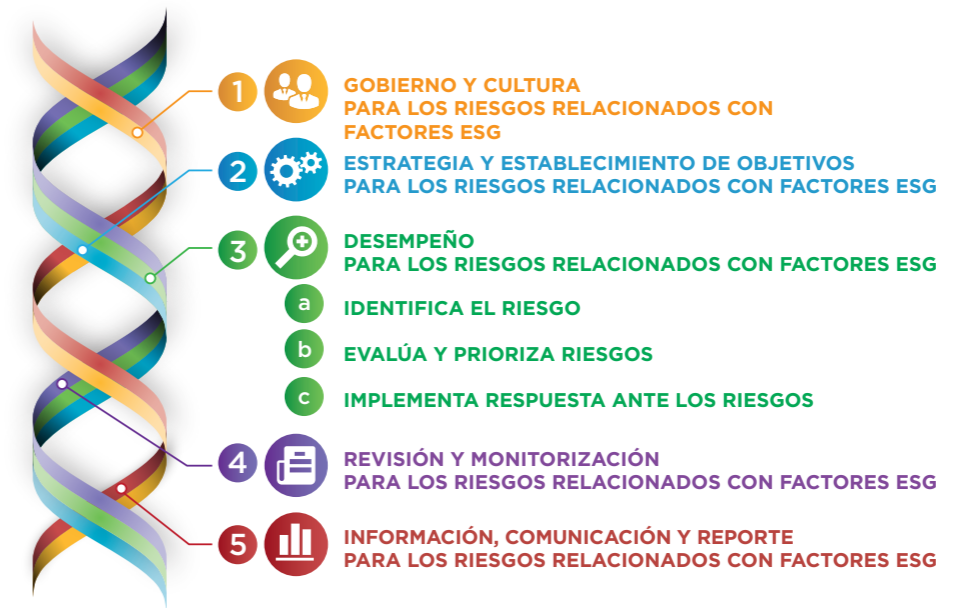 1
GOBIERNO Y CULTURA
PARA LOS RIESGOS RELACIONADOS CON
FACTORES ESG
2
ESTRATEGIA Y ESTABLECIMIENTO DE OBJETIVOS
PARA LOS RIESGOS RELACIONADOS CON FACTORES ESG
3
DESEMPEÑO
PARA LOS RIESGOS RELACIONADOS CON FACTORES ESG
a IDENTIFICA EL RIESGO
b EVALÚA Y PRIORIZA RIESGOS
c IMPLEMENTA RESPUESTA ANTE LOS RIESGOS
4
REVISIÓN Y MONITORIZACIÓN
PARA LOS RIESGOS RELACIONADOS CON FACTORES ESG
5
INFORMACIÓN, COMUNICACIÓN Y REPORTE
PARA LOS RIESGOS RELACIONADOS CON FACTORES ESG